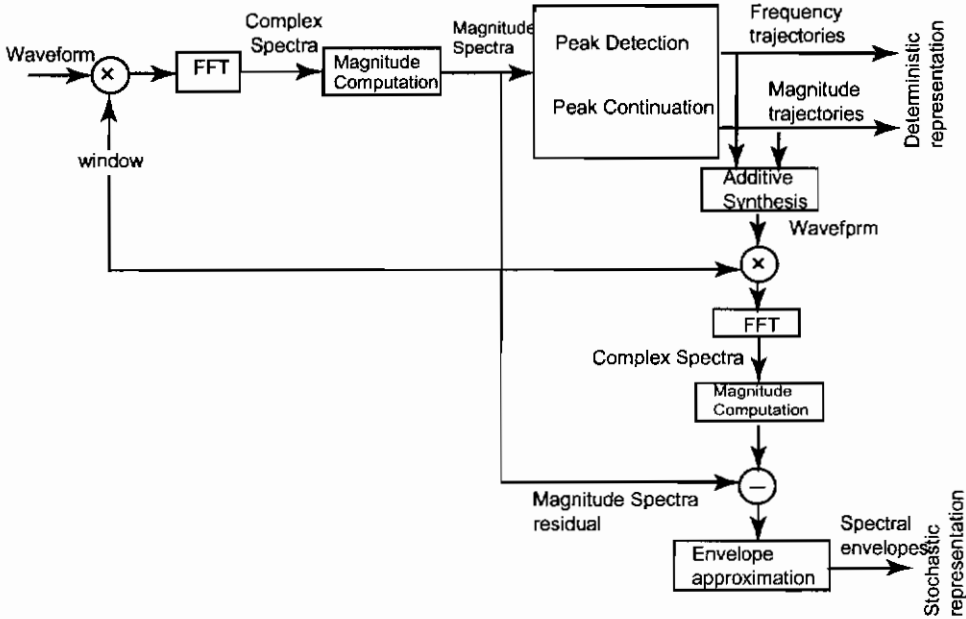 Waveform
×
FFT
Complex
Spectra
Magnitude
Computation
Magnitude
Spectra
Peak Detection
Peak Continuation
Frequency
trajectories
Magnitude
trajectories
Deterministic
representation
window
Additive
Synthesis
Wavefprm
×
FFT
Complex Spectra
Magnitude
Computation
−
Magnitude Spectra
residual
Envelope
approximation
Spectral
envelopes
Stochastic
representation